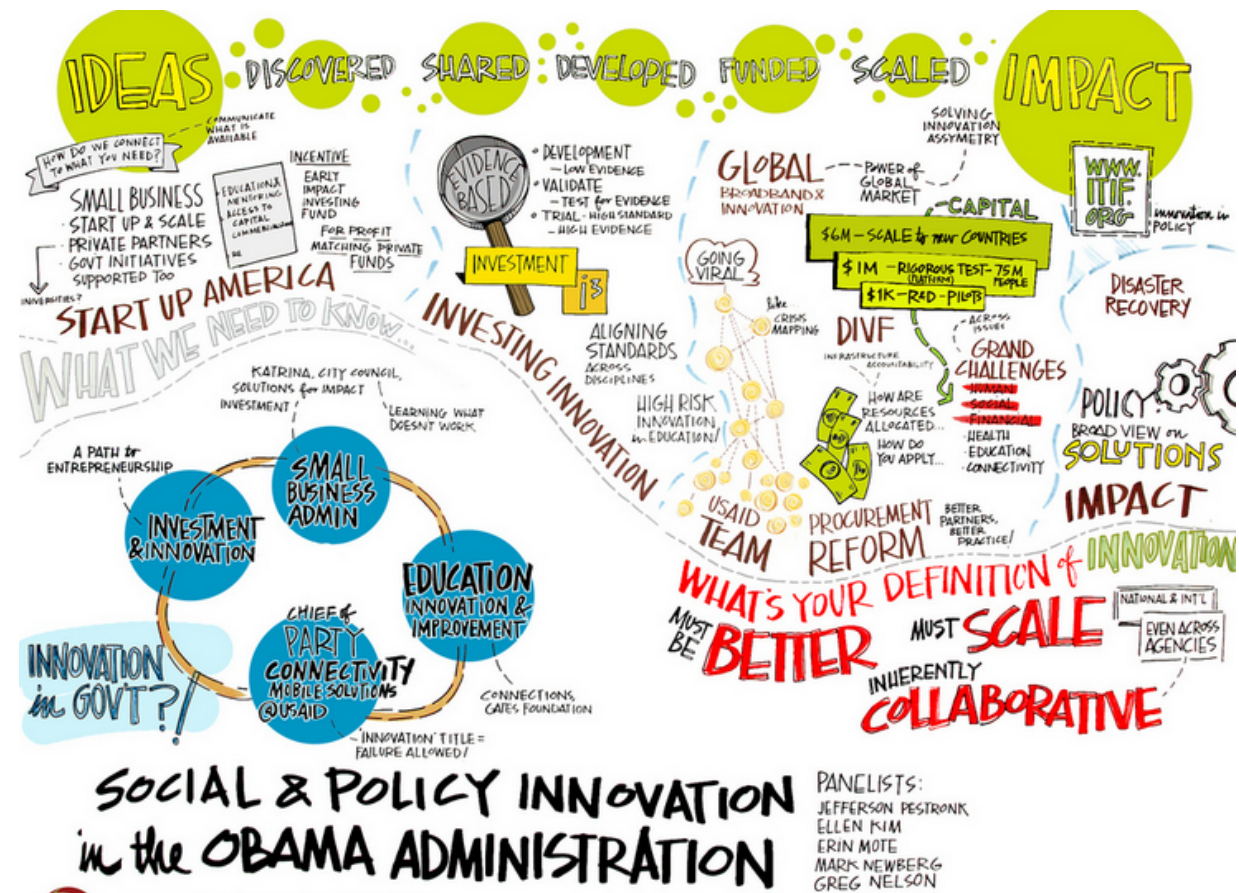 IDEAS
DISCOVERED
SHARED
DEVELOPED
FUNDED
SCALED
IMPACT
COMMUNICATE
WHAT IS
AVAILABLE
HOW DO WE CONNECT
TO WHAT YOU NEED?
SMALL BUSINESS
· START UP & SCALE
· PRIVATE PARTNERS
· GOVT INITIATIVES
SUPPORTED TOO
· EDUCATION &
MENTORING
ACCESS TO
CAPITAL
INCENTIVE
EARLY
IMPACT
INVESTING
FUND
FOR PROFIT
MATCHING PRIVATE
FUNDS
START UP AMERICA
WHAT WE NEED TO KNOW...
EVIDENCE
BASED
· DEVELOPMENT
- LOW EVIDENCE
· VALIDATE
- TEST for EVIDENCE
· TRIAL - HIGH STANDARD
- HIGH EVIDENCE
INVESTMENT
i3
INVESTING INNOVATION
ALIGNING
STANDARDS
ACROSS
DISCIPLINES
HIGH RISK
INNOVATION
in EDUCATION!
GLOBAL
BROADBAND &
INNOVATION
POWER of
GLOBAL
MARKET
SOLVING
INNOVATION
ASSYMETRY
CAPITAL
$6M - SCALE to new COUNTRIES
$1M - RIGOROUS TEST - 75M
(PLATFORM) PEOPLE
$1K - R&D - PILOTS
GOING
VIRAL
like
CRISIS
MAPPING
DIVF
INFRASTRUCTURE
ACCOUNTABILITY
HOW ARE
RESOURCES
ALLOCATED...
HOW DO
YOU APPLY...
ACROSS
ISSUES
GRAND
CHALLENGES
HUMAN
SOCIAL
FINANCIAL
· HEALTH
· EDUCATION
· CONNECTIVITY
USAID
TEAM
PROCUREMENT
REFORM
BETTER
PARTNERS,
BETTER
PRACTICE!
WWW.
ITIF.
ORG
innovation in
POLICY
DISASTER
RECOVERY
POLICY
BROAD VIEW on
SOLUTIONS
IMPACT
KATRINA, CITY COUNCIL,
SOLUTIONS for IMPACT
INVESTMENT
LEARNING WHAT
DOESNT WORK
A PATH to
ENTREPRENEURSHIP
INVESTMENT
& INNOVATION
SMALL
BUSINESS
ADMIN
EDUCATION
INNOVATION &
IMPROVEMENT
CHIEF of
PARTY
CONNECTIVITY
MOBILE SOLUTIONS
@USAID
CONNECTIONS,
GATES FOUNDATION
'INNOVATION' TITLE =
FAILURE ALLOWED!
INNOVATION
in GOV'T?!
WHAT'S YOUR DEFINITION of INNOVATION
MUST
BE
BETTER
MUST SCALE
NATIONAL & INT'L
EVEN ACROSS
AGENCIES
INHERENTLY
COLLABORATIVE
SOCIAL & POLICY INNOVATION
in the OBAMA ADMINISTRATION
PANELISTS:
JEFFERSON PESTRONK
ELLEN KIM
ERIN MOTE
MARK NEWBERG
GREG NELSON